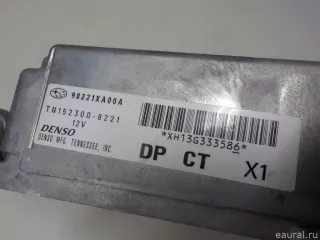 98221XA00A
TN152300-8221
12V
DENSO
DENSO MFG. TENNESSEE, INC.
*XH13G333586*
DP CT X1
© eaural.ru